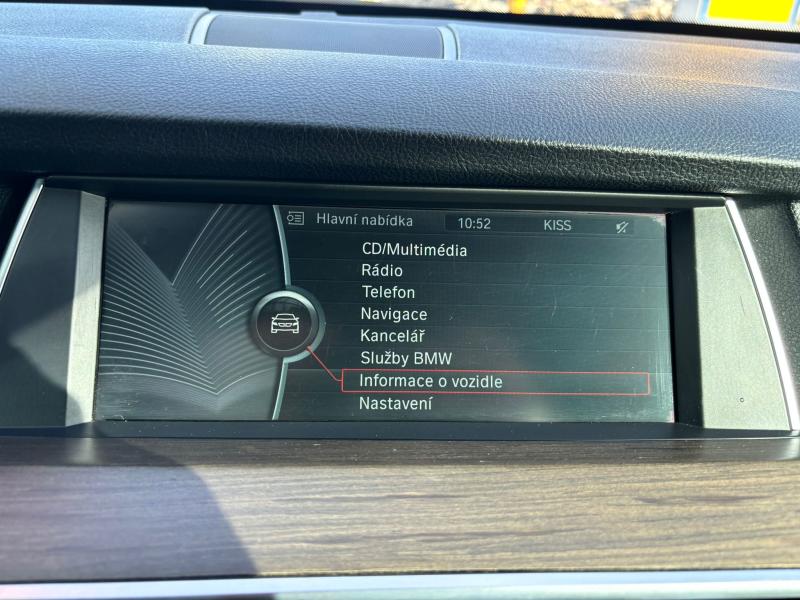 Hlavní nabídka 10:52 KISS
CD/Multimédia
Rádio
Telefon
Navigace
Kancelář
Služby BMW
Informace o vozidle
Nastavení